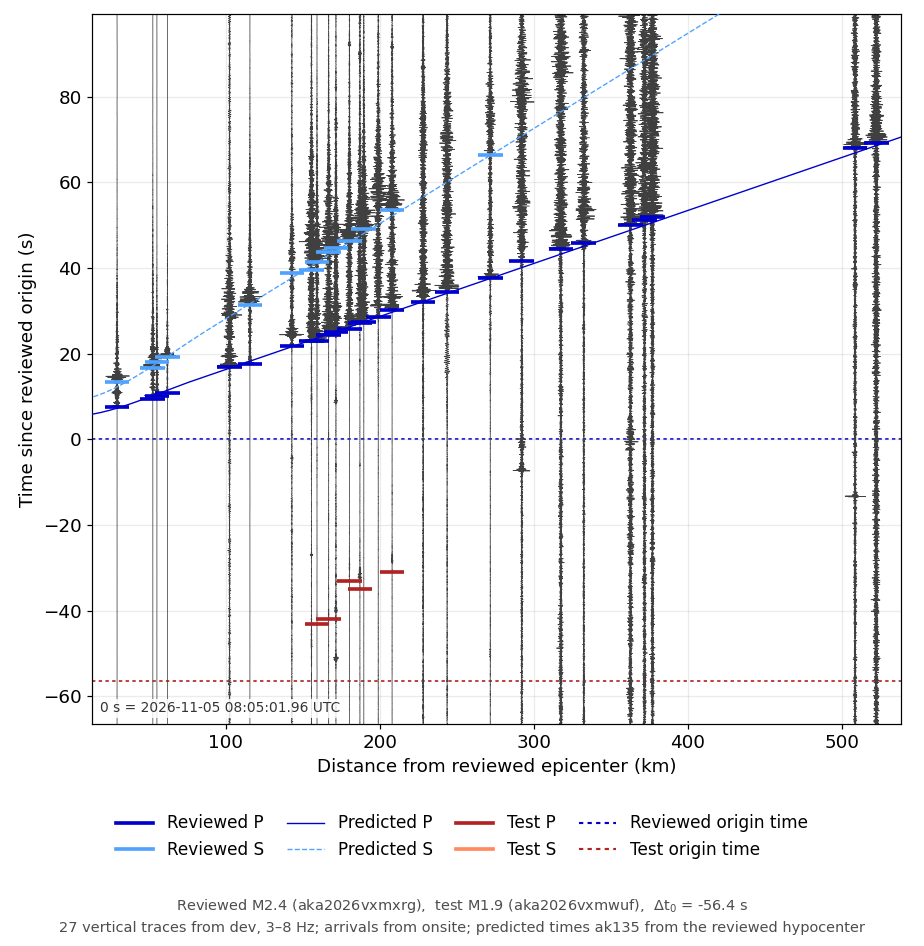 80
60
40
20
0
−20
−40
−60
Time since reviewed origin (s)
0 s = 2026-11-05 08:05:01.96 UTC
100
200
300
400
500
Distance from reviewed epicenter (km)
Reviewed P
Predicted P
Test P
Reviewed origin time
Reviewed S
Predicted S
Test S
Test origin time
Reviewed M2.4 (aka2026vxmxrg),  test M1.9 (aka2026vxmwuf),  Δt₀ = -56.4 s
27 vertical traces from dev, 3–8 Hz; arrivals from onsite; predicted times ak135 from the reviewed hypocenter